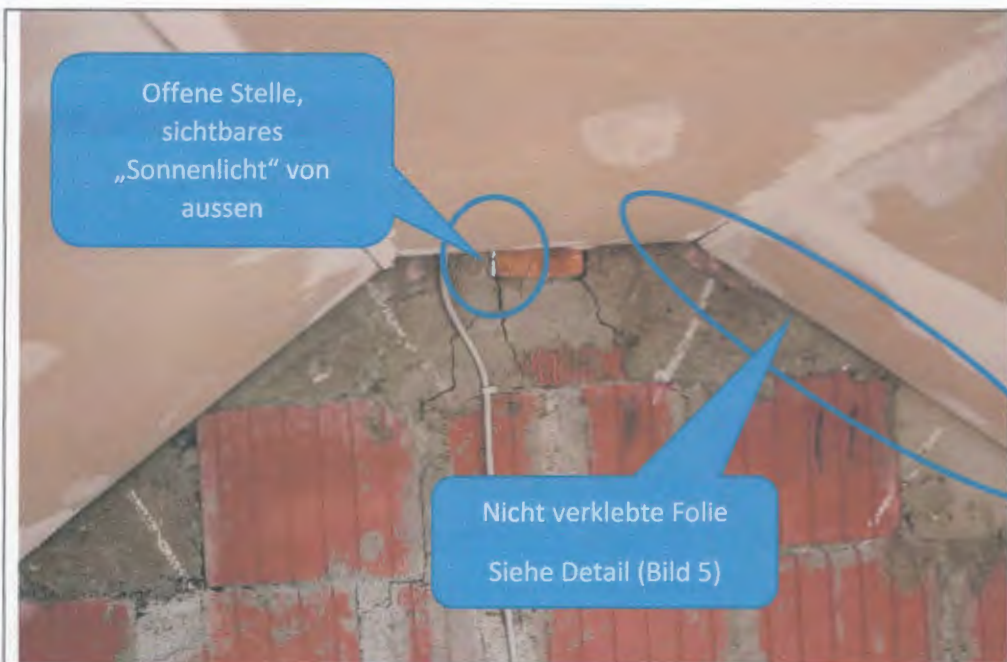 Offene Stelle,
sichtbares
„Sonnenlicht“ von
aussen
Nicht verklebte Folie
Siehe Detail (Bild 5)